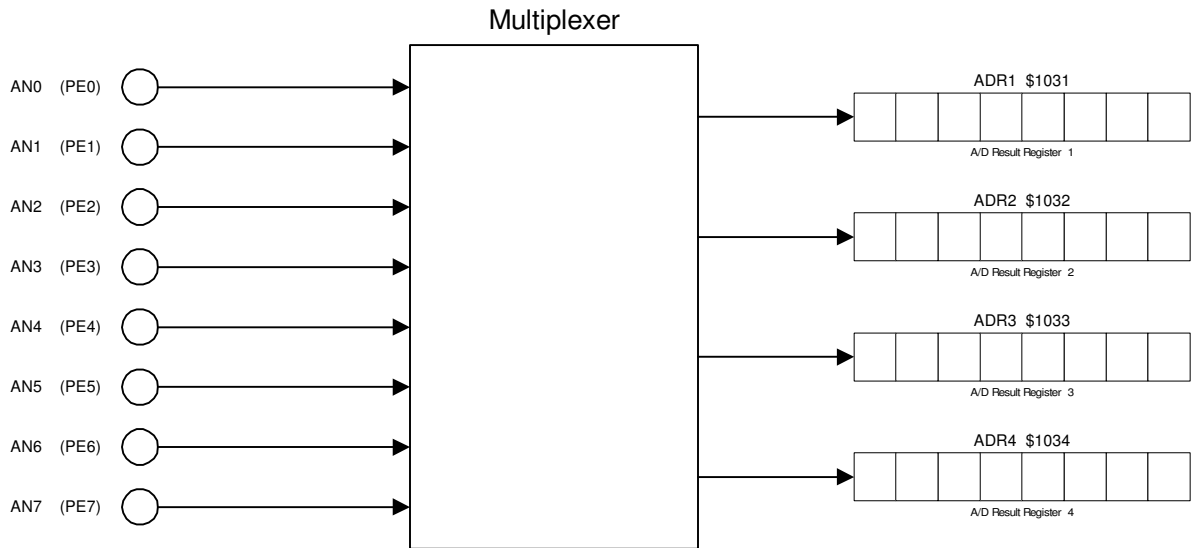 Multiplexer
AN0 (PE0)
AN1 (PE1)
AN2 (PE2)
AN3 (PE3)
AN4 (PE4)
AN5 (PE5)
AN6 (PE6)
AN7 (PE7)
ADR1 $1031
A/D Result Register 1
ADR2 $1032
A/D Result Register 2
ADR3 $1033
A/D Result Register 3
ADR4 $1034
A/D Result Register 4